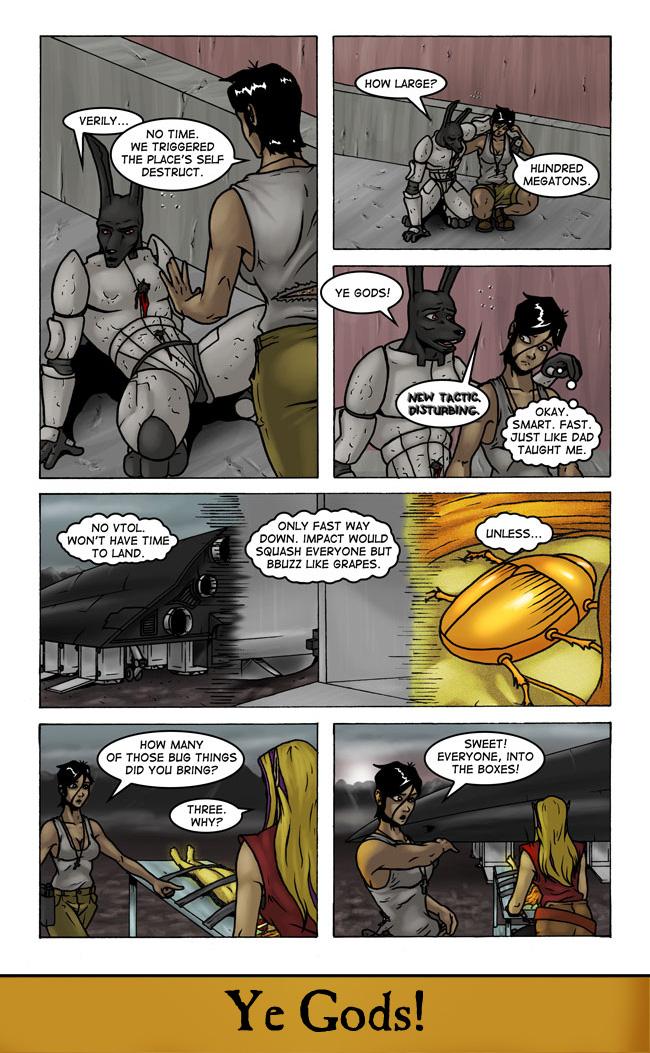 VERILY...
NO TIME.
WE TRIGGERED
THE PLACE'S SELF
DESTRUCT.
HOW LARGE?
HUNDRED
MEGATONS.
YE GODS!
NEW TACTIC.
DISTURBING.
OKAY.
SMART. FAST.
JUST LIKE DAD
TAUGHT ME.
NO VTOL.
WON'T HAVE TIME
TO LAND.
ONLY FAST WAY
DOWN. IMPACT WOULD
SQUASH EVERYONE BUT
BBUZZ LIKE GRAPES.
UNLESS...
HOW MANY
OF THOSE BUG THINGS
DID YOU BRING?
THREE.
WHY?
SWEET!
EVERYONE, INTO
THE BOXES!
Ye Gods!